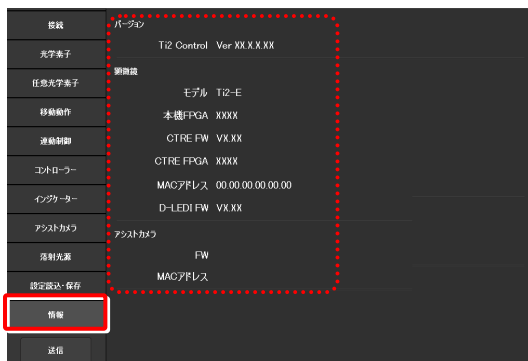 接続
光学素子
任意光学素子
移動動作
連動制御
コントローラー
インジケーター
アシストカメラ
落射光源
設定読込・保存
情報
送信
バージョン
Ti2 Control Ver XX.X.X.XX
顕微鏡
モデル Ti2-E
本機FPGA XXXX
CTRE FW VX.XX
CTRE FPGA XXXX
MACアドレス 00.00.00.00.00.00
D-LEDI FW VX.XX
アシストカメラ
FW
MACアドレス